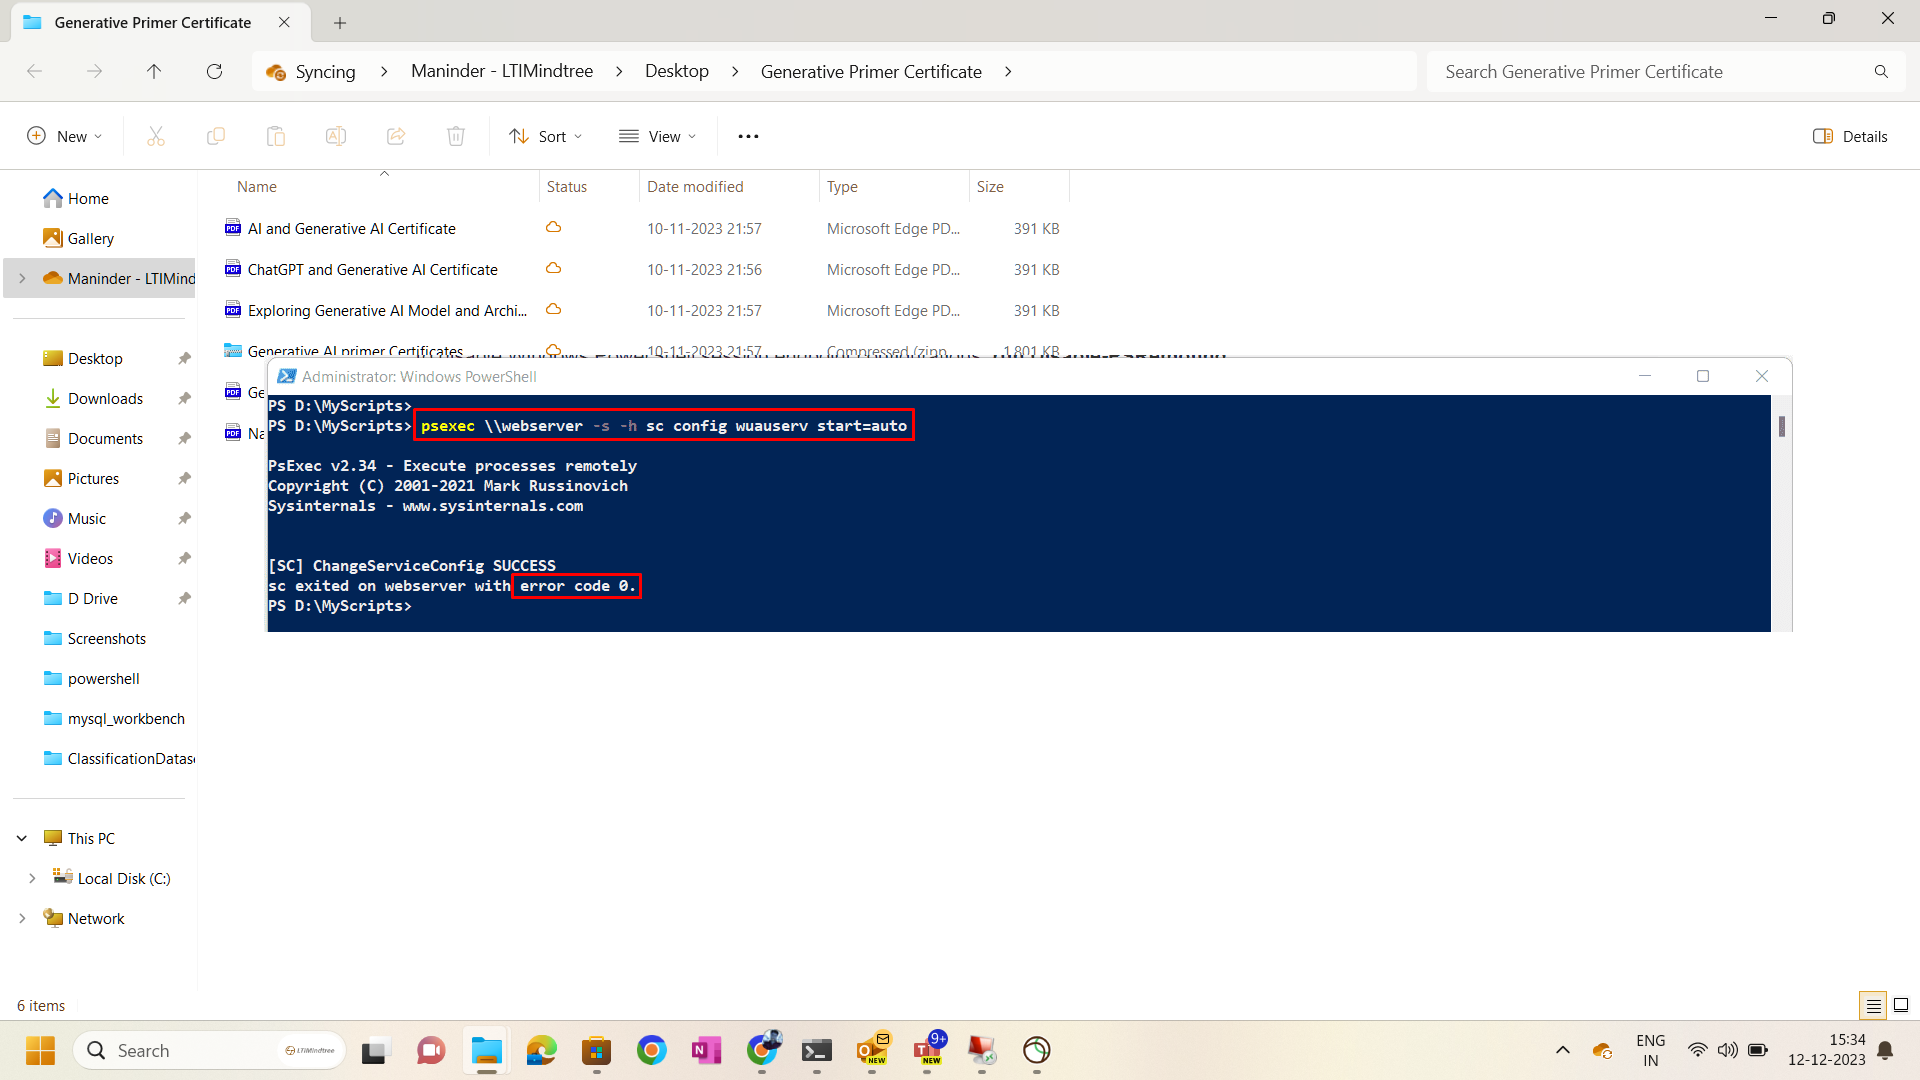 Generative Primer Certificate
Syncing > Maninder - LTIMindtree > Desktop > Generative Primer Certificate >
Search Generative Primer Certificate
New
Sort
View
Details
Name Status Date modified Type Size
Home
Gallery
Maninder - LTIMind
Desktop
Downloads
Documents
Pictures
Music
Videos
D Drive
Screenshots
powershell
mysql_workbench
ClassificationDatas
This PC
Local Disk (C:)
Network
AI and Generative AI Certificate 10-11-2023 21:57 Microsoft Edge PD... 391 KB
ChatGPT and Generative AI Certificate 10-11-2023 21:56 Microsoft Edge PD... 391 KB
Exploring Generative AI Model and Archi... 10-11-2023 21:57 Microsoft Edge PD... 391 KB
Generative AI primer Certificates 10-11-2023 21:57 Compressed (zipp... 1,801 KB
Ge
Na
Administrator: Windows PowerShell
PS D:\MyScripts>
PS D:\MyScripts> psexec \\webserver -s -h sc config wuauserv start=auto
PsExec v2.34 - Execute processes remotely
Copyright (C) 2001-2021 Mark Russinovich
Sysinternals - www.sysinternals.com
[SC] ChangeServiceConfig SUCCESS
sc exited on webserver with error code 0.
PS D:\MyScripts>
6 items
Search
LTIMindtree
NEW
9+
NEW
ENG
IN
15:34
12-12-2023